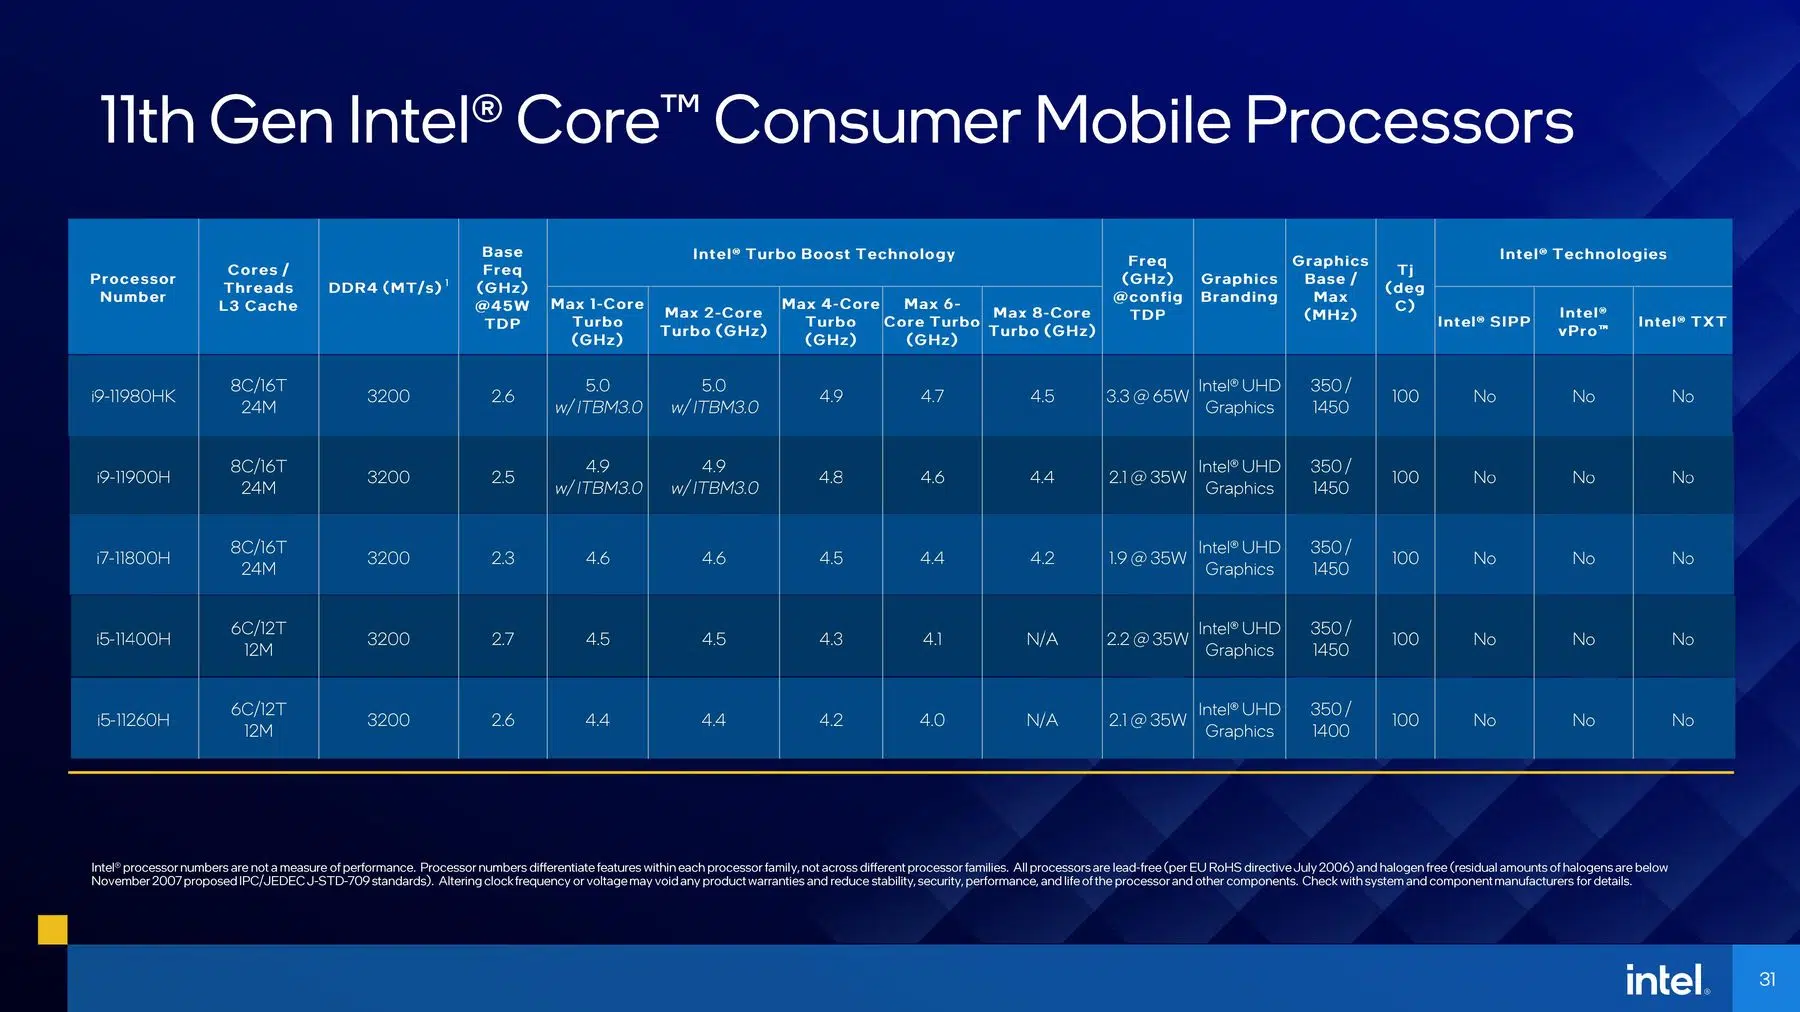 11th Gen Intel® Core™ Consumer Mobile Processors
Processor
Number
Cores /
Threads
L3 Cache
DDR4 (MT/s)¹
Base
Freq
(GHz)
@45W
TDP
Intel® Turbo Boost Technology
Max 1-Core
Turbo
(GHz)
Max 2-Core
Turbo (GHz)
Max 4-Core
Turbo
(GHz)
Max 6-
Core Turbo
(GHz)
Max 8-Core
Turbo (GHz)
Freq
(GHz)
@config
TDP
Graphics
Branding
Graphics
Base /
Max
(MHz)
Tj
(deg
C)
Intel® Technologies
Intel® SIPP
Intel®
vPro™
Intel® TXT
i9-11980HK
8C/16T
24M
3200
2.6
5.0
w/ ITBM3.0
5.0
w/ ITBM3.0
4.9
4.7
4.5
3.3 @ 65W
Intel® UHD
Graphics
350 /
1450
100
No
No
No
i9-11900H
8C/16T
24M
3200
2.5
4.9
w/ ITBM3.0
4.9
w/ ITBM3.0
4.8
4.6
4.4
2.1 @ 35W
Intel® UHD
Graphics
350 /
1450
100
No
No
No
i7-11800H
8C/16T
24M
3200
2.3
4.6
4.6
4.5
4.4
4.2
1.9 @ 35W
Intel® UHD
Graphics
350 /
1450
100
No
No
No
i5-11400H
6C/12T
12M
3200
2.7
4.5
4.5
4.3
4.1
N/A
2.2 @ 35W
Intel® UHD
Graphics
350 /
1450
100
No
No
No
i5-11260H
6C/12T
12M
3200
2.6
4.4
4.4
4.2
4.0
N/A
2.1 @ 35W
Intel® UHD
Graphics
350 /
1400
100
No
No
No
Intel® processor numbers are not a measure of performance. Processor numbers differentiate features within each processor family, not across different processor families. All processors are lead-free (per EU RoHS directive July 2006) and halogen free (residual amounts of halogens are below
November 2007 proposed IPC/JEDEC J-STD-709 standards). Altering clock frequency or voltage may void any product warranties and reduce stability, security, performance, and life of the processor and other components. Check with system and component manufacturers for details.
intel®
31